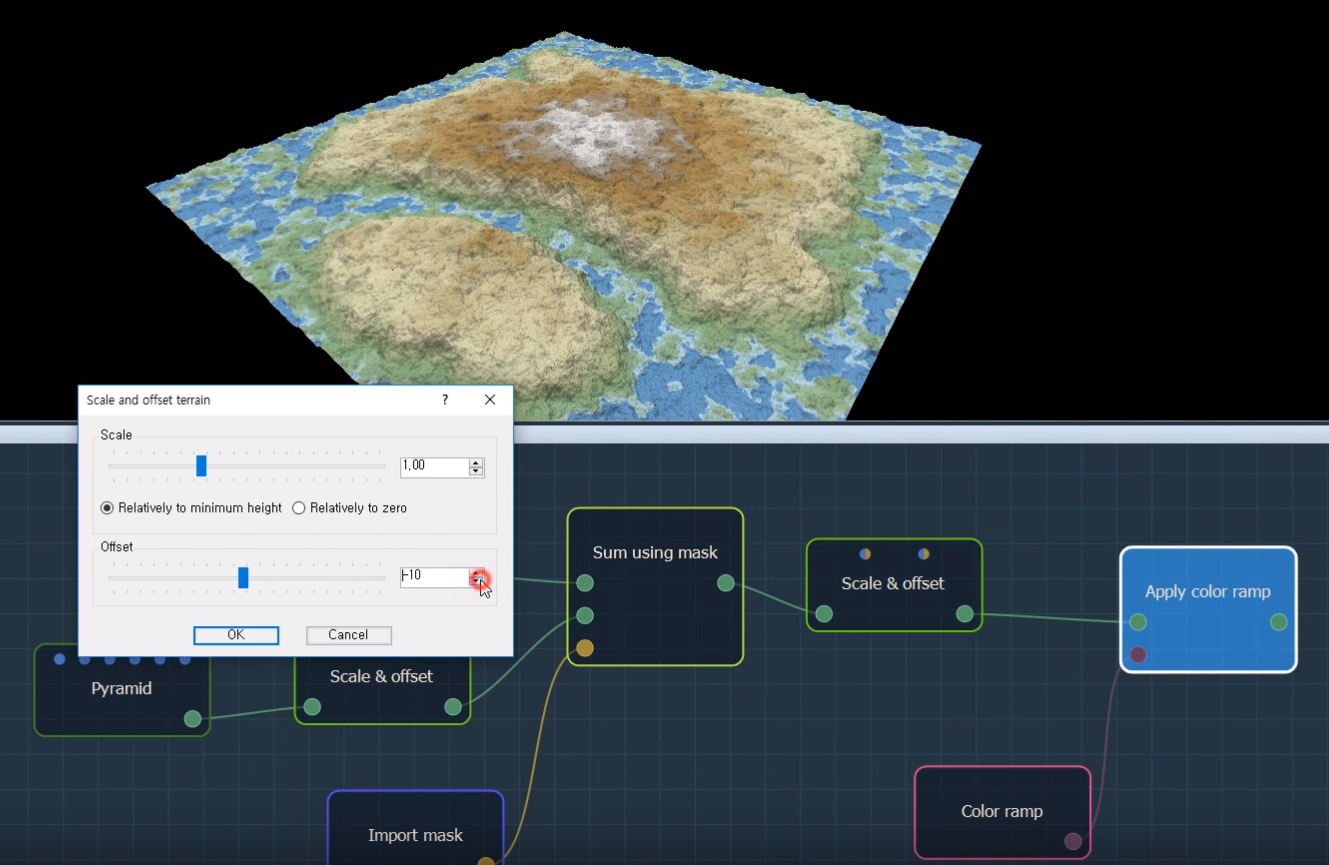 Scale and offset terrain
?
Scale
1,00
Relatively to minimum height
Relatively to zero
Offset
-10
OK
Cancel
Pyramid
Scale & offset
Sum using mask
Scale & offset
Apply color ramp
Import mask
Color ramp